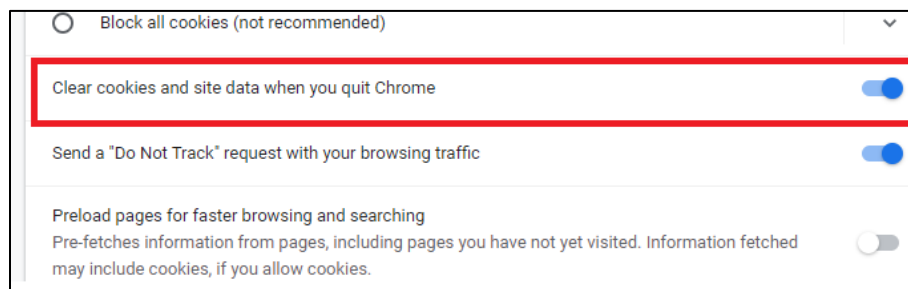 Block all cookies (not recommended)
Clear cookies and site data when you quit Chrome
Send a "Do Not Track" request with your browsing traffic
Preload pages for faster browsing and searching
Pre-fetches information from pages, including pages you have not yet visited. Information fetched
may include cookies, if you allow cookies.